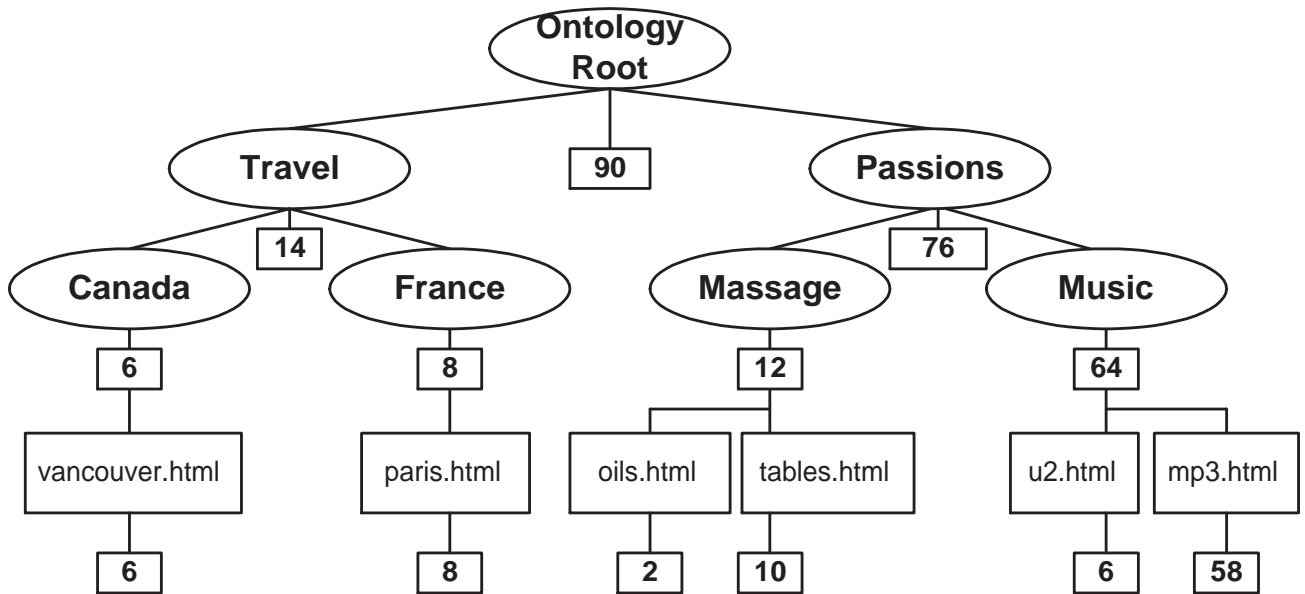 Ontology
Root
Travel
90
Passions
14
76
Canada
France
Massage
Music
6
8
12
64
vancouver.html
paris.html
oils.html
tables.html
u2.html
mp3.html
6
8
2
10
6
58